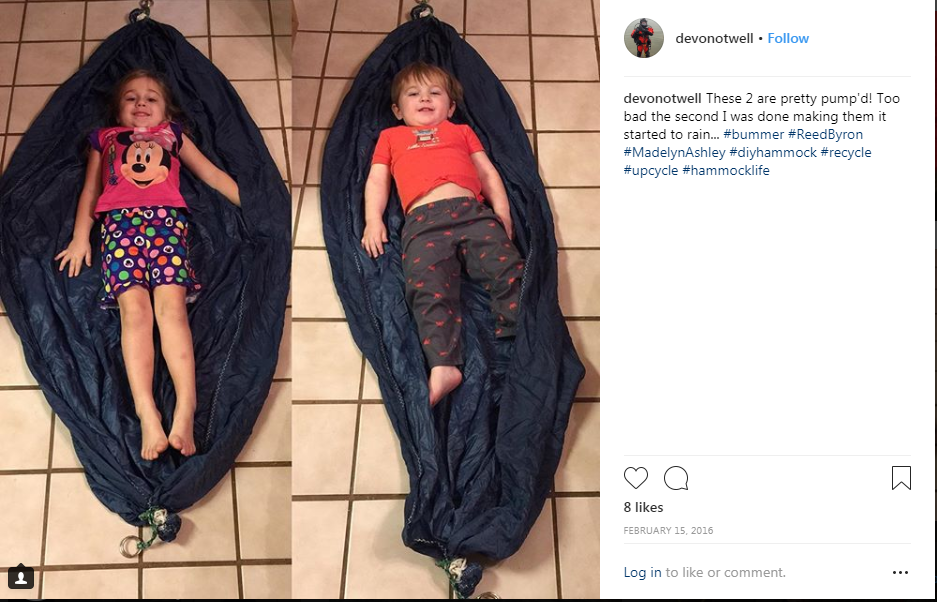 devonotwell • Follow
devonotwell These 2 are pretty pump'd! Too
bad the second I was done making them it
started to rain... #bummer #ReedByron
#MadelynAshley #diyhammock #recycle
#upcycle #hammocklife
8 likes
FEBRUARY 15, 2016
Log in to like or comment.